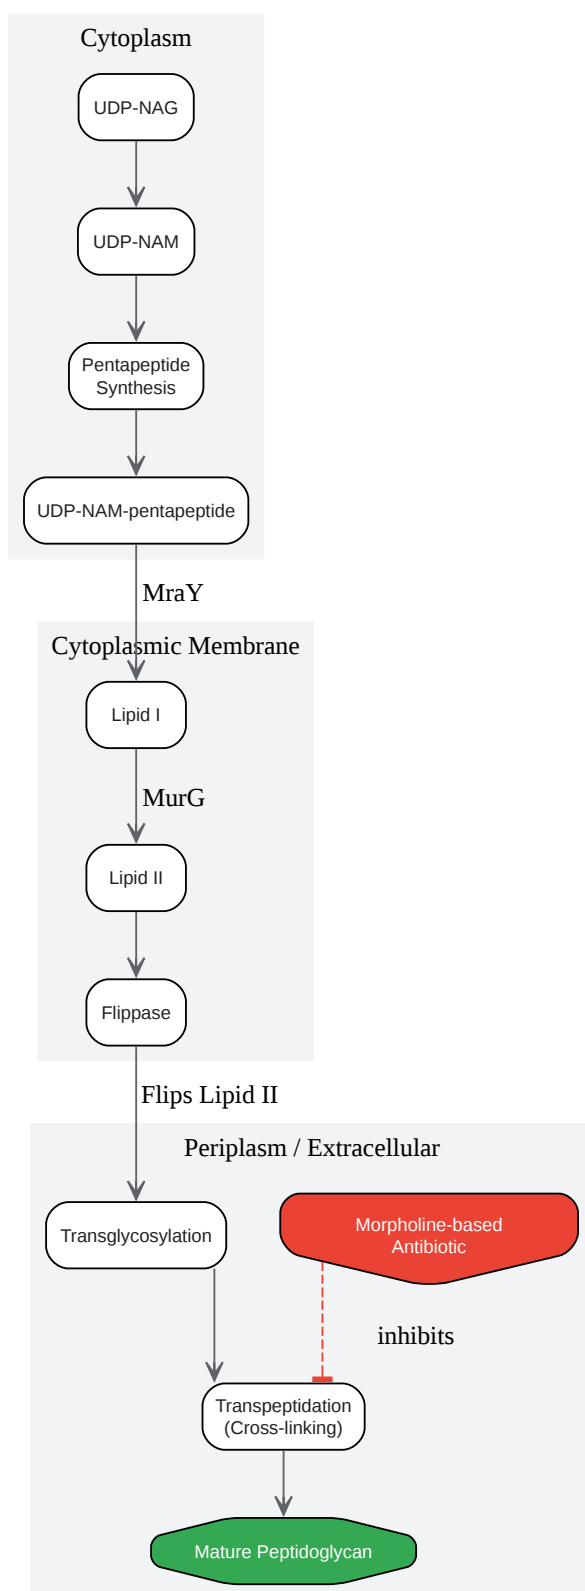 Cytoplasm
UDP-NAG
UDP-NAM
Pentapeptide
Synthesis
UDP-NAM-pentapeptide
MraY
Cytoplasmic Membrane
Lipid I
MurG
Lipid II
Flippase
Flips Lipid II
Periplasm / Extracellular
Transglycosylation
Morpholine-based
Antibiotic
inhibits
Transpeptidation
(Cross-linking)
Mature Peptidoglycan